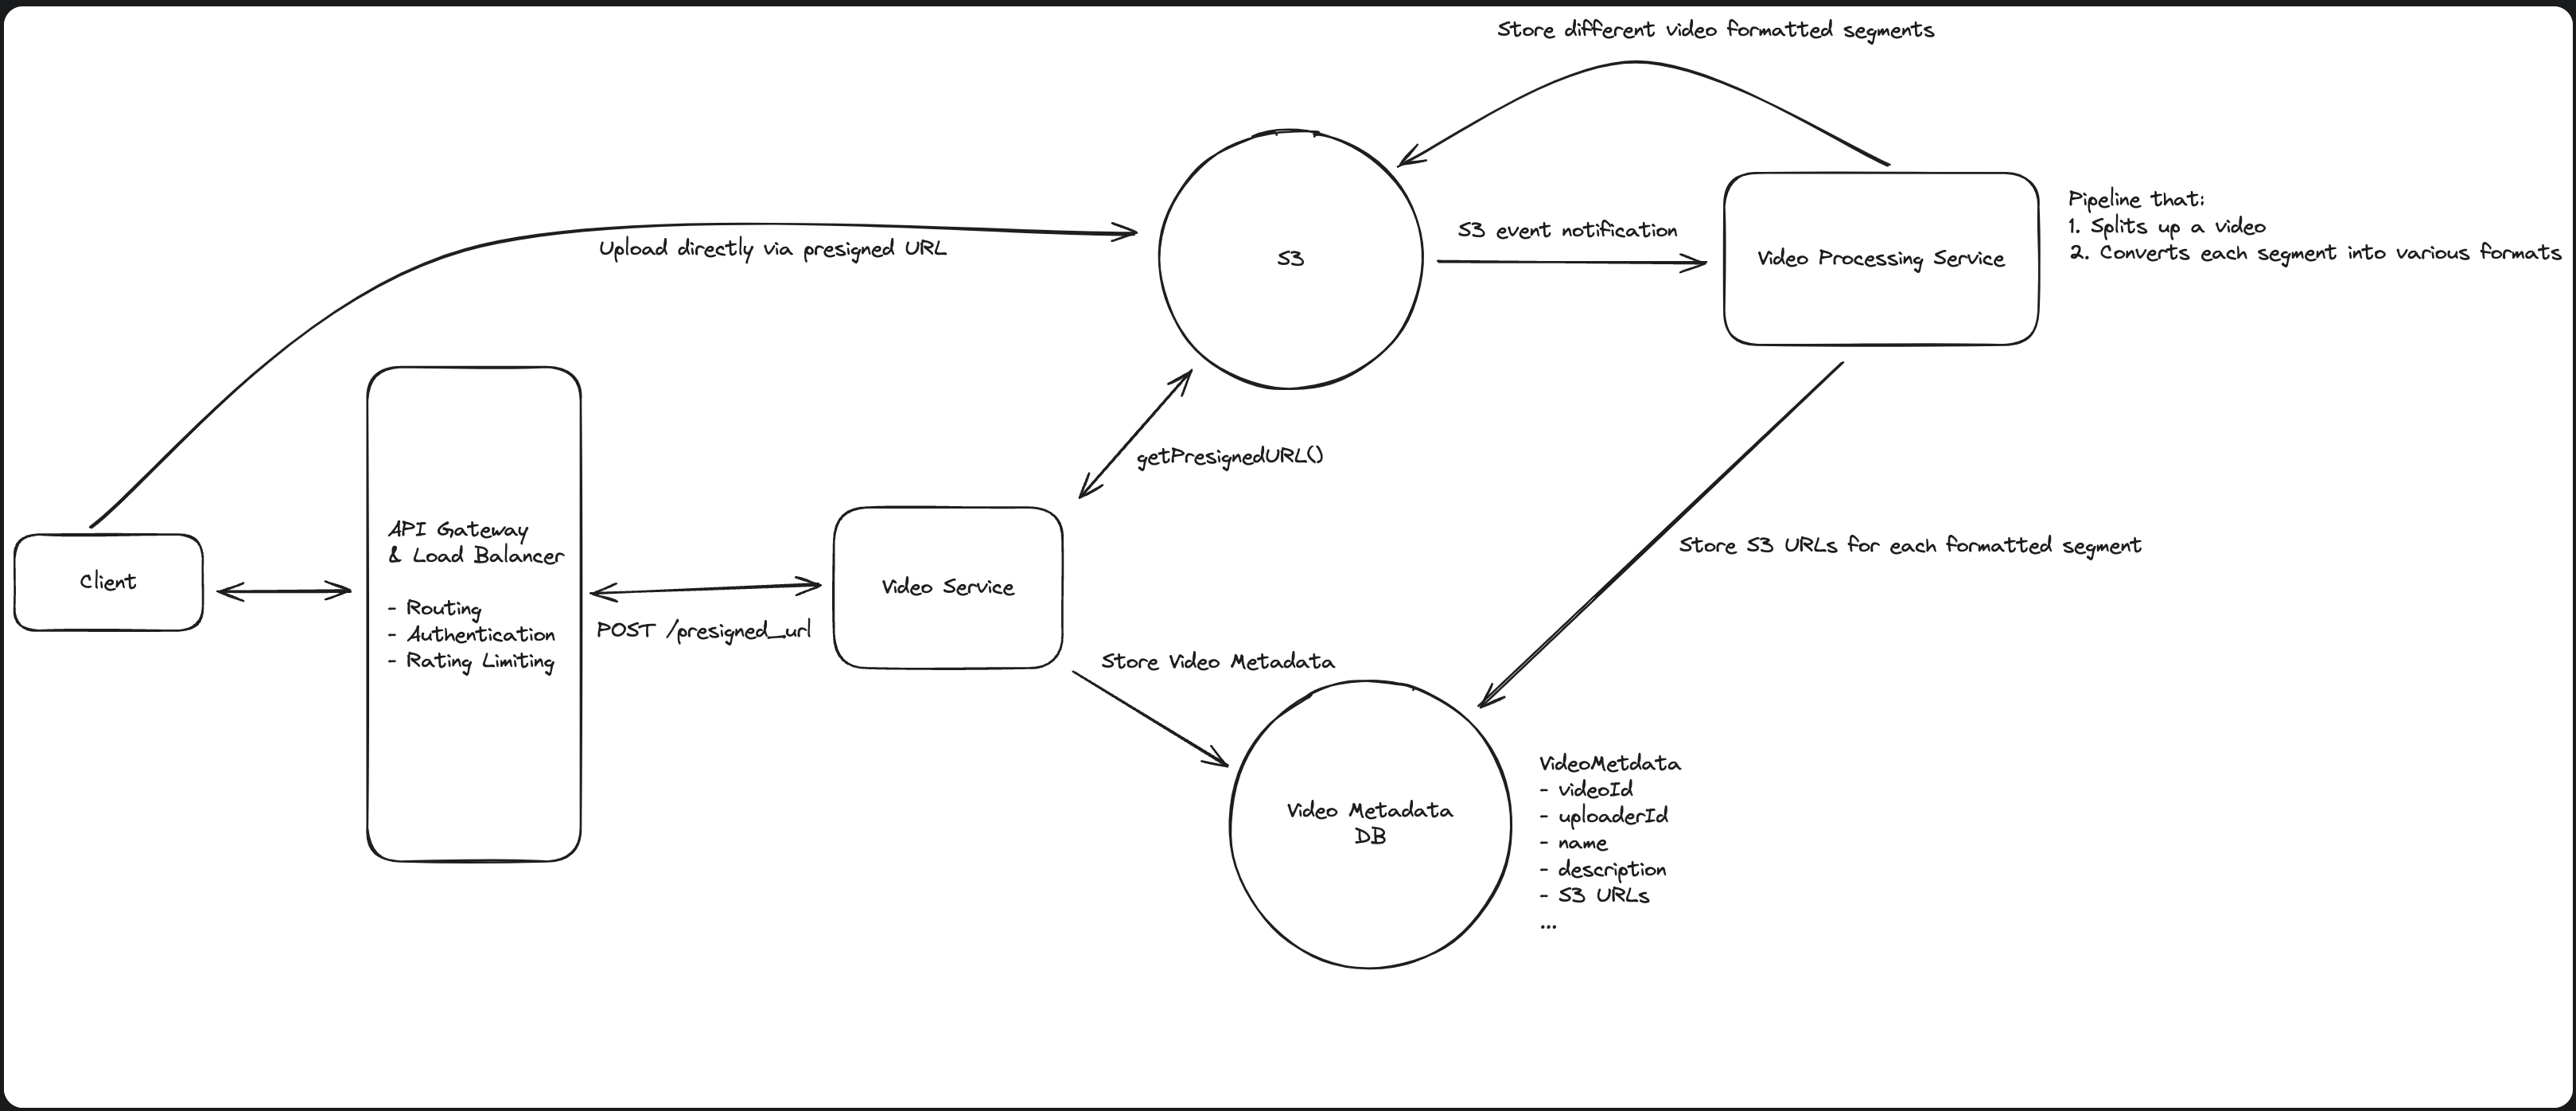 Store different video formatted segments
Upload directly via presigned URL
S3
S3 event notification
Video Processing Service
Pipeline that:
1. Splits up a video
2. Converts each segment into various formats
getPresignedURL()
Client
API Gateway
& Load Balancer
- Routing
- Authentication
- Rating Limiting
POST /presigned_url
Video Service
Store S3 URLs for each formatted segment
Store Video Metadata
Video Metadata
DB
VideoMetdata
- videoId
- uploaderId
- name
- description
- S3 URLs
...